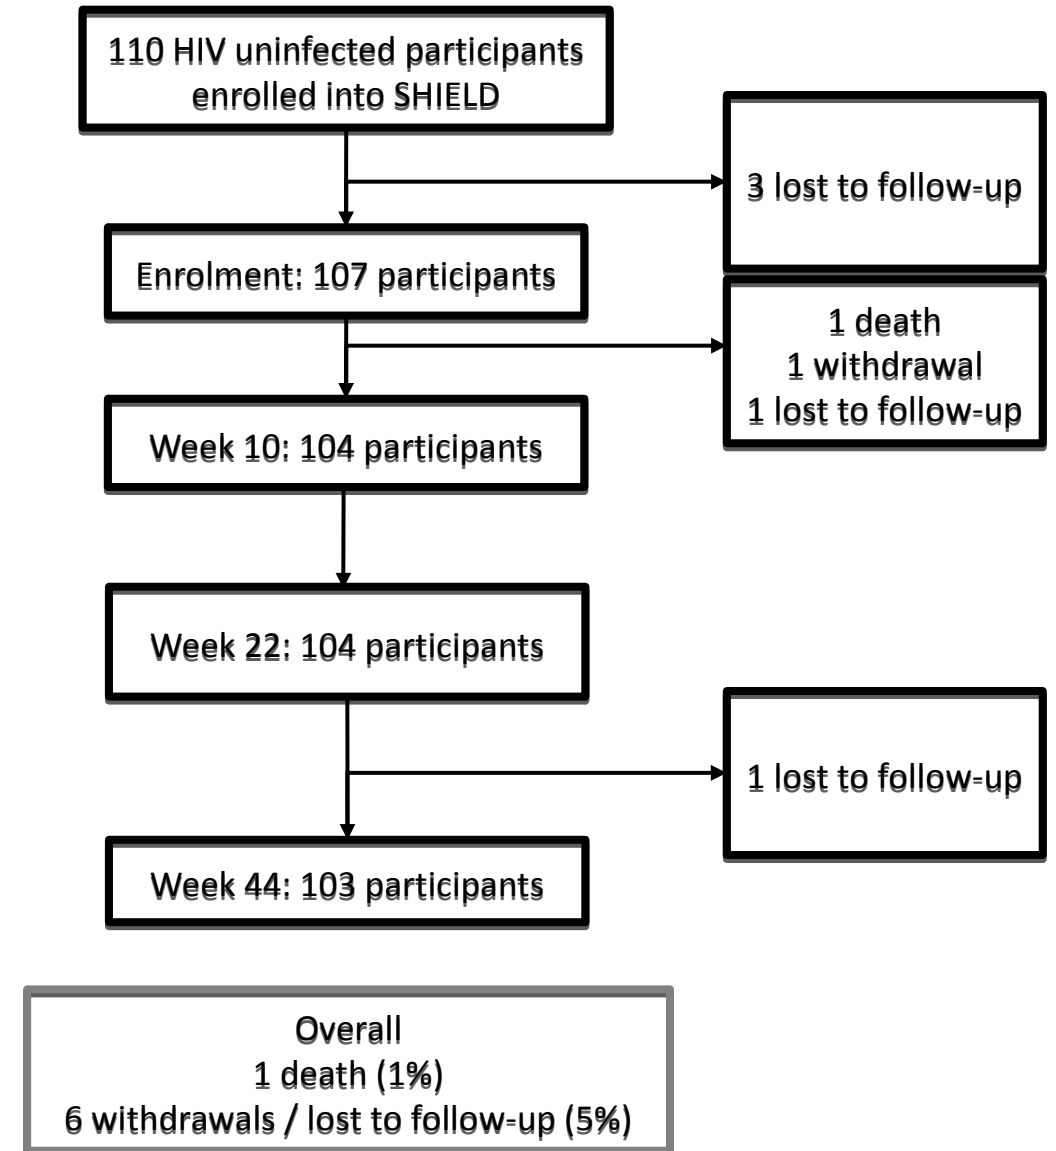 110 HIV uninfected participants
enrolled into SHIELD
3 lost to follow-up
Enrolment: 107 participants
1 death
1 withdrawal
1 lost to follow-up
Week 10: 104 participants
Week 22: 104 participants
1 lost to follow-up
Week 44: 103 participants
Overall
1 death (1%)
6 withdrawals / lost to follow-up (5%)